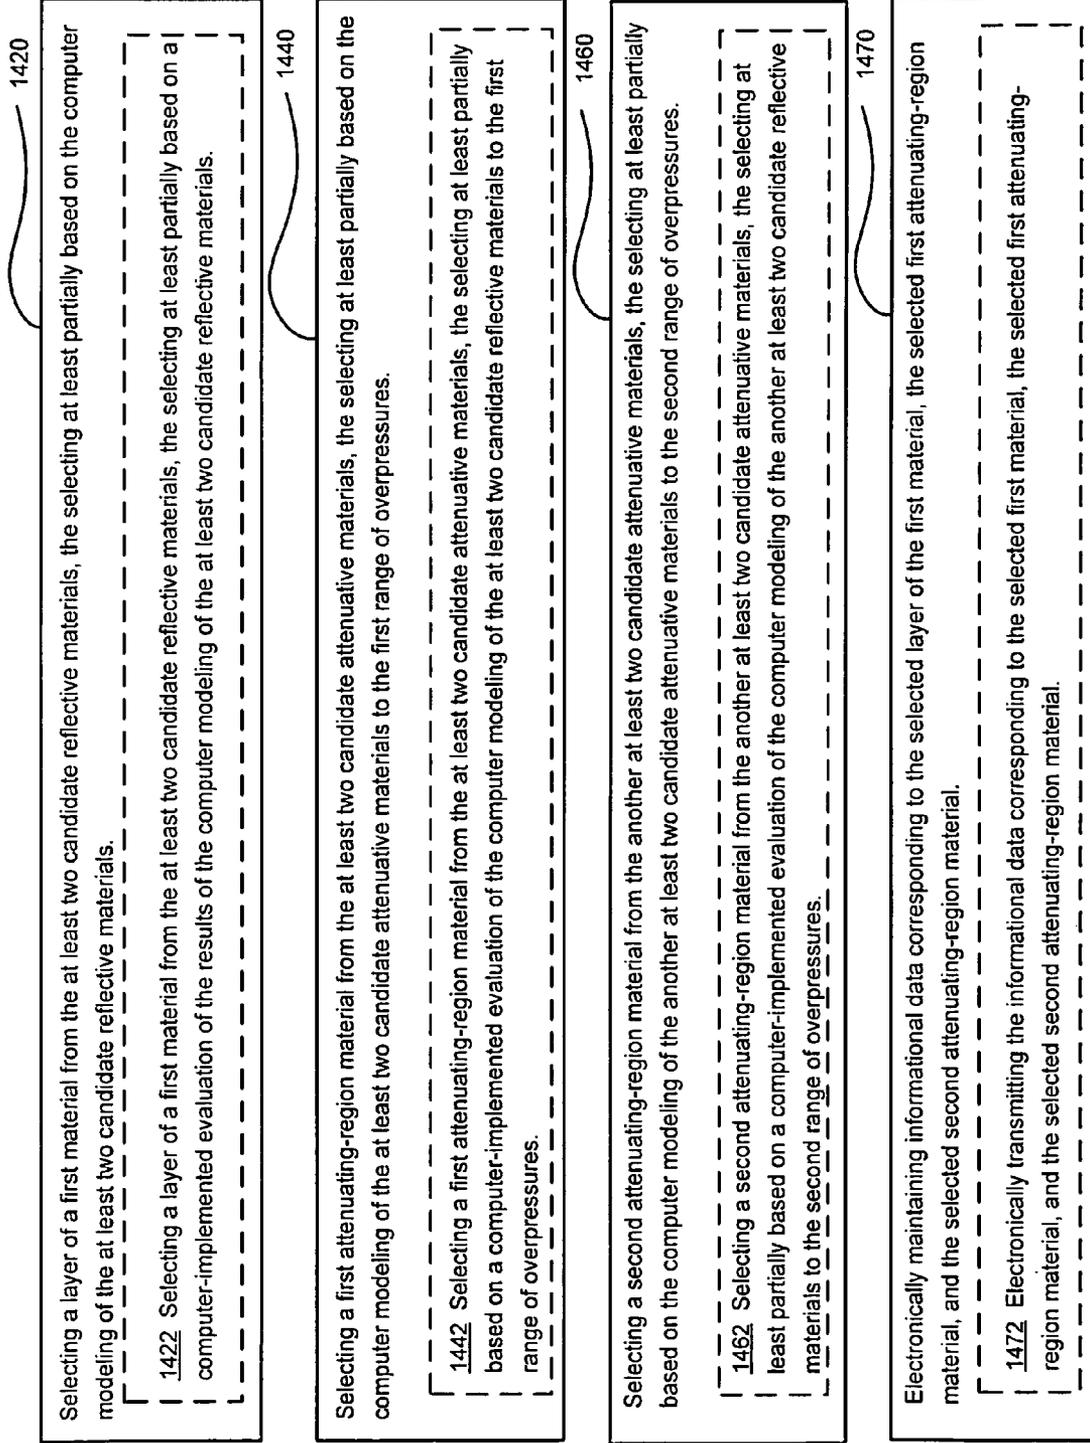 1420
Selecting a layer of a first material from the at least two candidate reflective materials, the selecting at least partially based on the computer
modeling of the at least two candidate reflective materials.
1422 Selecting a layer of a first material from the at least two candidate reflective materials, the selecting at least partially based on a
computer-implemented evaluation of the results of the computer modeling of the at least two candidate reflective materials.
1440
Selecting a first attenuating-region material from the at least two candidate attenuative materials, the selecting at least partially based on the
computer modeling of the at least two candidate attenuative materials to the first range of overpressures.
1442 Selecting a first attenuating-region material from the at least two candidate attenuative materials, the selecting at least partially
based on a computer-implemented evaluation of the computer modeling of the at least two candidate reflective materials to the first
range of overpressures.
1460
Selecting a second attenuating-region material from the another at least two candidate attenuative materials, the selecting at least partially
based on the computer modeling of the another at least two candidate attenuative materials to the second range of overpressures.
1462 Selecting a second attenuating-region material from the another at least two candidate attenuative materials, the selecting at
least partially based on a computer-implemented evaluation of the computer modeling of the another at least two candidate reflective
materials to the second range of overpressures.
1470
Electronically maintaining informational data corresponding to the selected layer of the first material, the selected first attenuating-region
material, and the selected second attenuating-region material.
1472 Electronically transmitting the informational data corresponding to the selected first material, the selected first attenuating-
region material, and the selected second attenuating-region material.